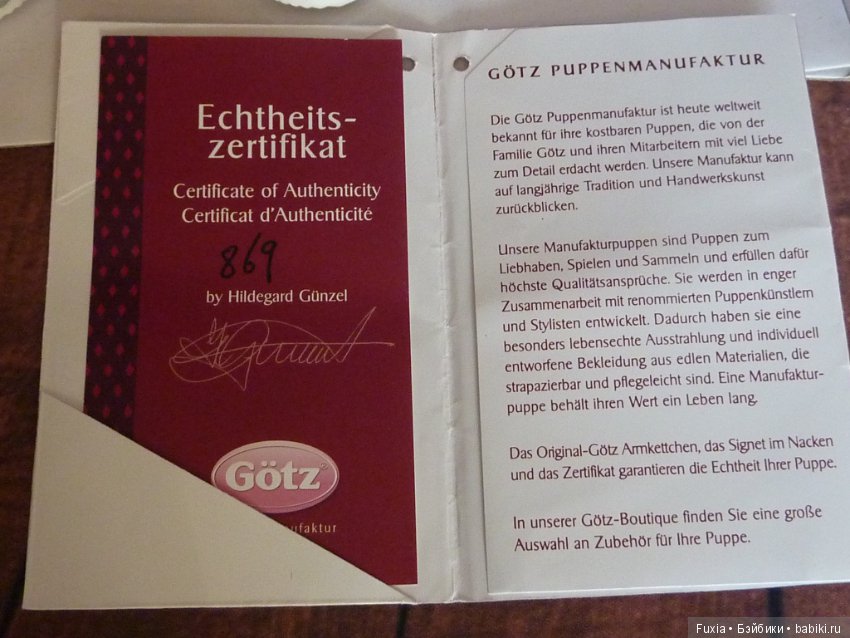 Echtheits-
zertifikat
Certificate of Authenticity
Certificat d'Authenticité
869
by Hildegard Günzel
Götz
ufaktur
GÖTZ PUPPENMANUFAKTUR
Die Götz Puppenmanufaktur ist heute weltweit
bekannt für ihre kostbaren Puppen, die von der
Familie Götz und ihren Mitarbeitern mit viel Liebe
zum Detail erdacht werden. Unsere Manufaktur kann
auf langjährige Tradition und Handwerkskunst
zurückblicken.
Unsere Manufakturpuppen sind Puppen zum
Liebhaben, Spielen und Sammeln und erfüllen dafür
höchste Qualitätsansprüche. Sie werden in enger
Zusammenarbeit mit renommierten Puppenkünstlern
und Stylisten entwickelt. Dadurch haben sie eine
besonders lebensechte Ausstrahlung und individuell
entworfene Bekleidung aus edlen Materialien, die
strapazierbar und pflegeleicht sind. Eine Manufaktur-
puppe behält ihren Wert ein Leben lang.
Das Original-Götz Armkettchen, das Signet im Nacken
und das Zertifikat garantieren die Echtheit Ihrer Puppe.
In unserer Götz-Boutique finden Sie eine große
Auswahl an Zubehör für Ihre Puppe.
Fuxia • Бэйбики • babiki.ru